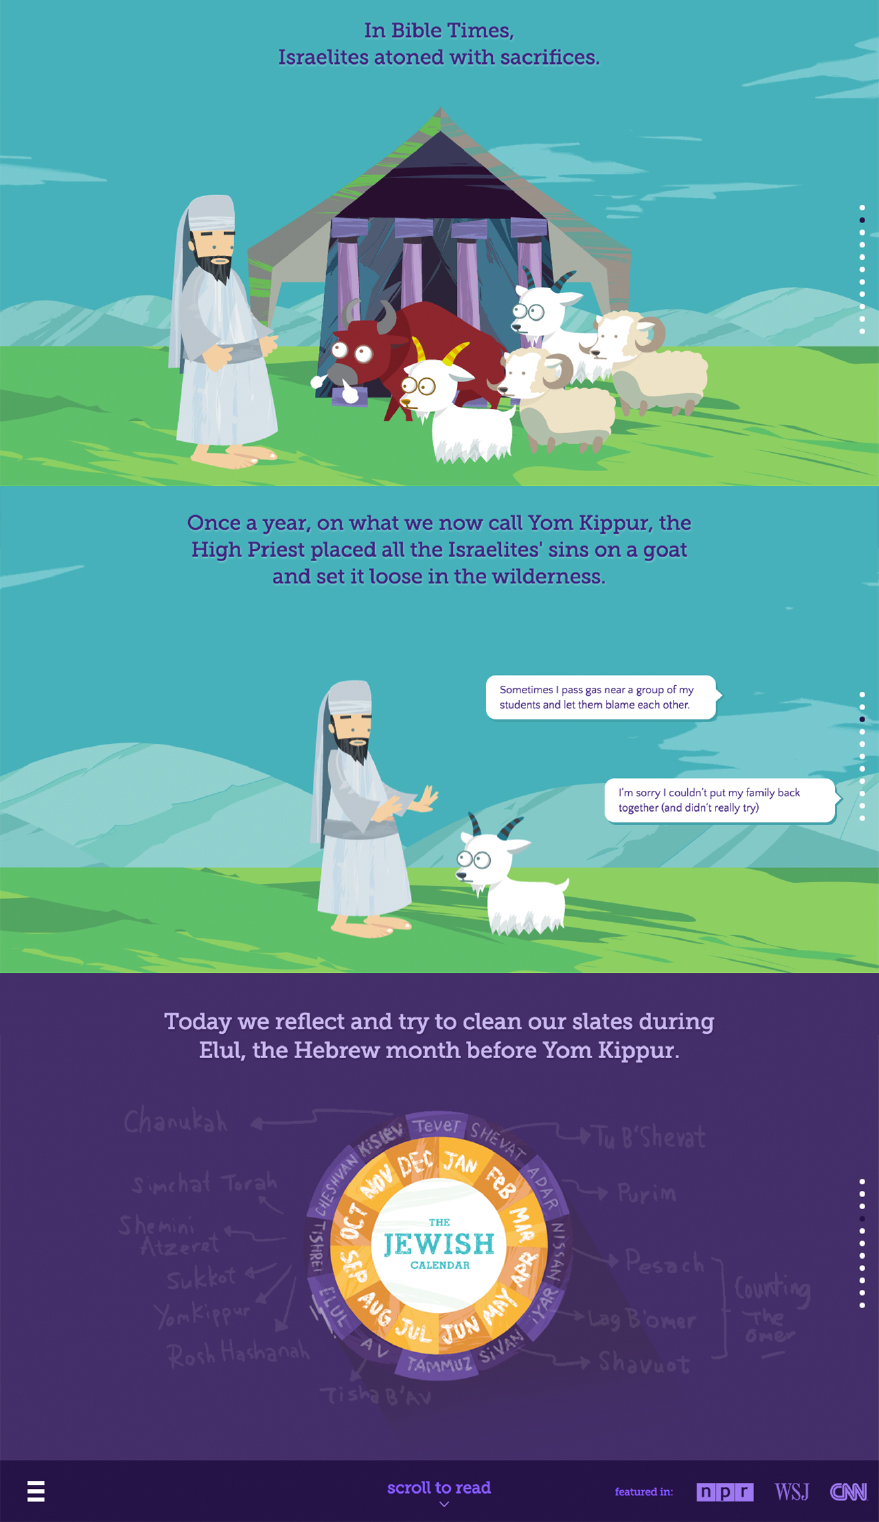 In Bible Times,
Israelites atoned with sacrifices.
Once a year, on what we now call Yom Kippur, the
High Priest placed all the Israelites' sins on a goat
and set it loose in the wilderness.
Sometimes I pass gas near a group of my
students and let them blame each other.
I'm sorry I couldn't put my family back
together (and didn't really try)
Today we reflect and try to clean our slates during
Elul, the Hebrew month before Yom Kippur.
Chanukah
Simchat Torah
Shemini
Atzeret
Sukkot
Yom Kippur
Rosh Hashanah
Tisha B'Av
Tu B'Shevat
Purim
Pesach
Lag B'omer
Shavuot
Counting
The
Omer
Tevet
SHEVAT
ADAR
NISSAN
IYAR
SIVAN
TAMMUZ
AV
ELUL
TISHREI
CHESHVAN
KISLEV
JAN
FEB
MAR
APR
MAY
JUN
JUL
AUG
SEP
OCT
NOV
DEC
THE
JEWISH
CALENDAR
scroll to read
featured in:
npr
WSJ
CNN